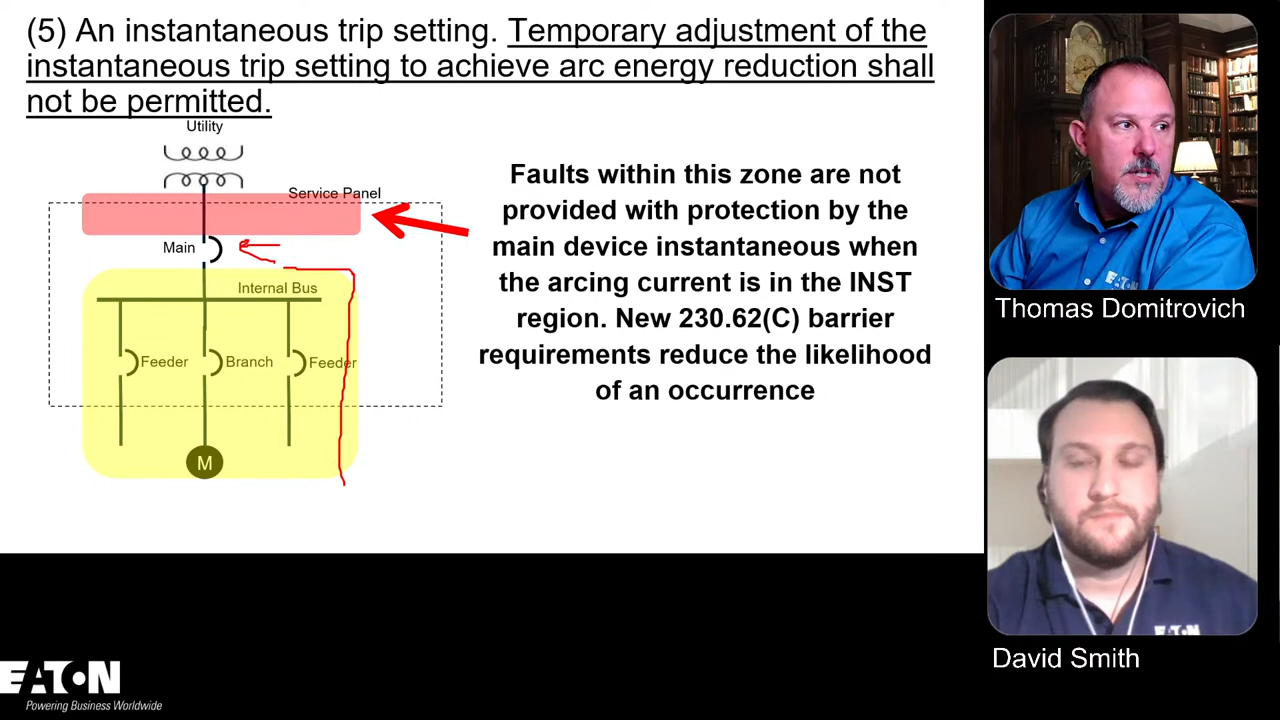 (5) An instantaneous trip setting. Temporary adjustment of the
instantaneous trip setting to achieve arc energy reduction shall
not be permitted.
Utility
Service Panel
Main
Internal Bus
Feeder
Branch
Feeder
M
Faults within this zone are not
provided with protection by the
main device instantaneous when
the arcing current is in the INST
region. New 230.62(C) barrier
requirements reduce the likelihood
of an occurrence
EATON
Thomas Domitrovich
EATON
David Smith
EATON
Powering Business Worldwide